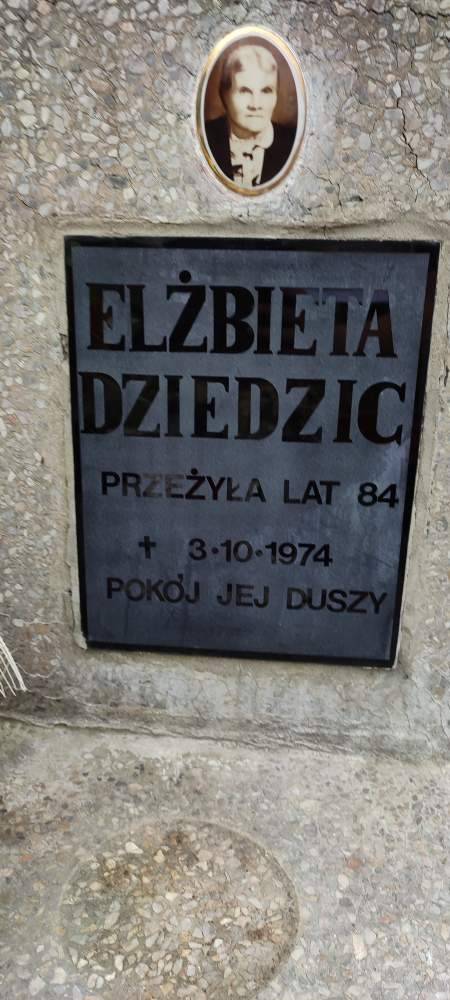 ELŻBIETA
DZIEDZIC
PRZEŻYŁA LAT 84
✝ 3·10·1974
POKÓJ JEJ DUSZY